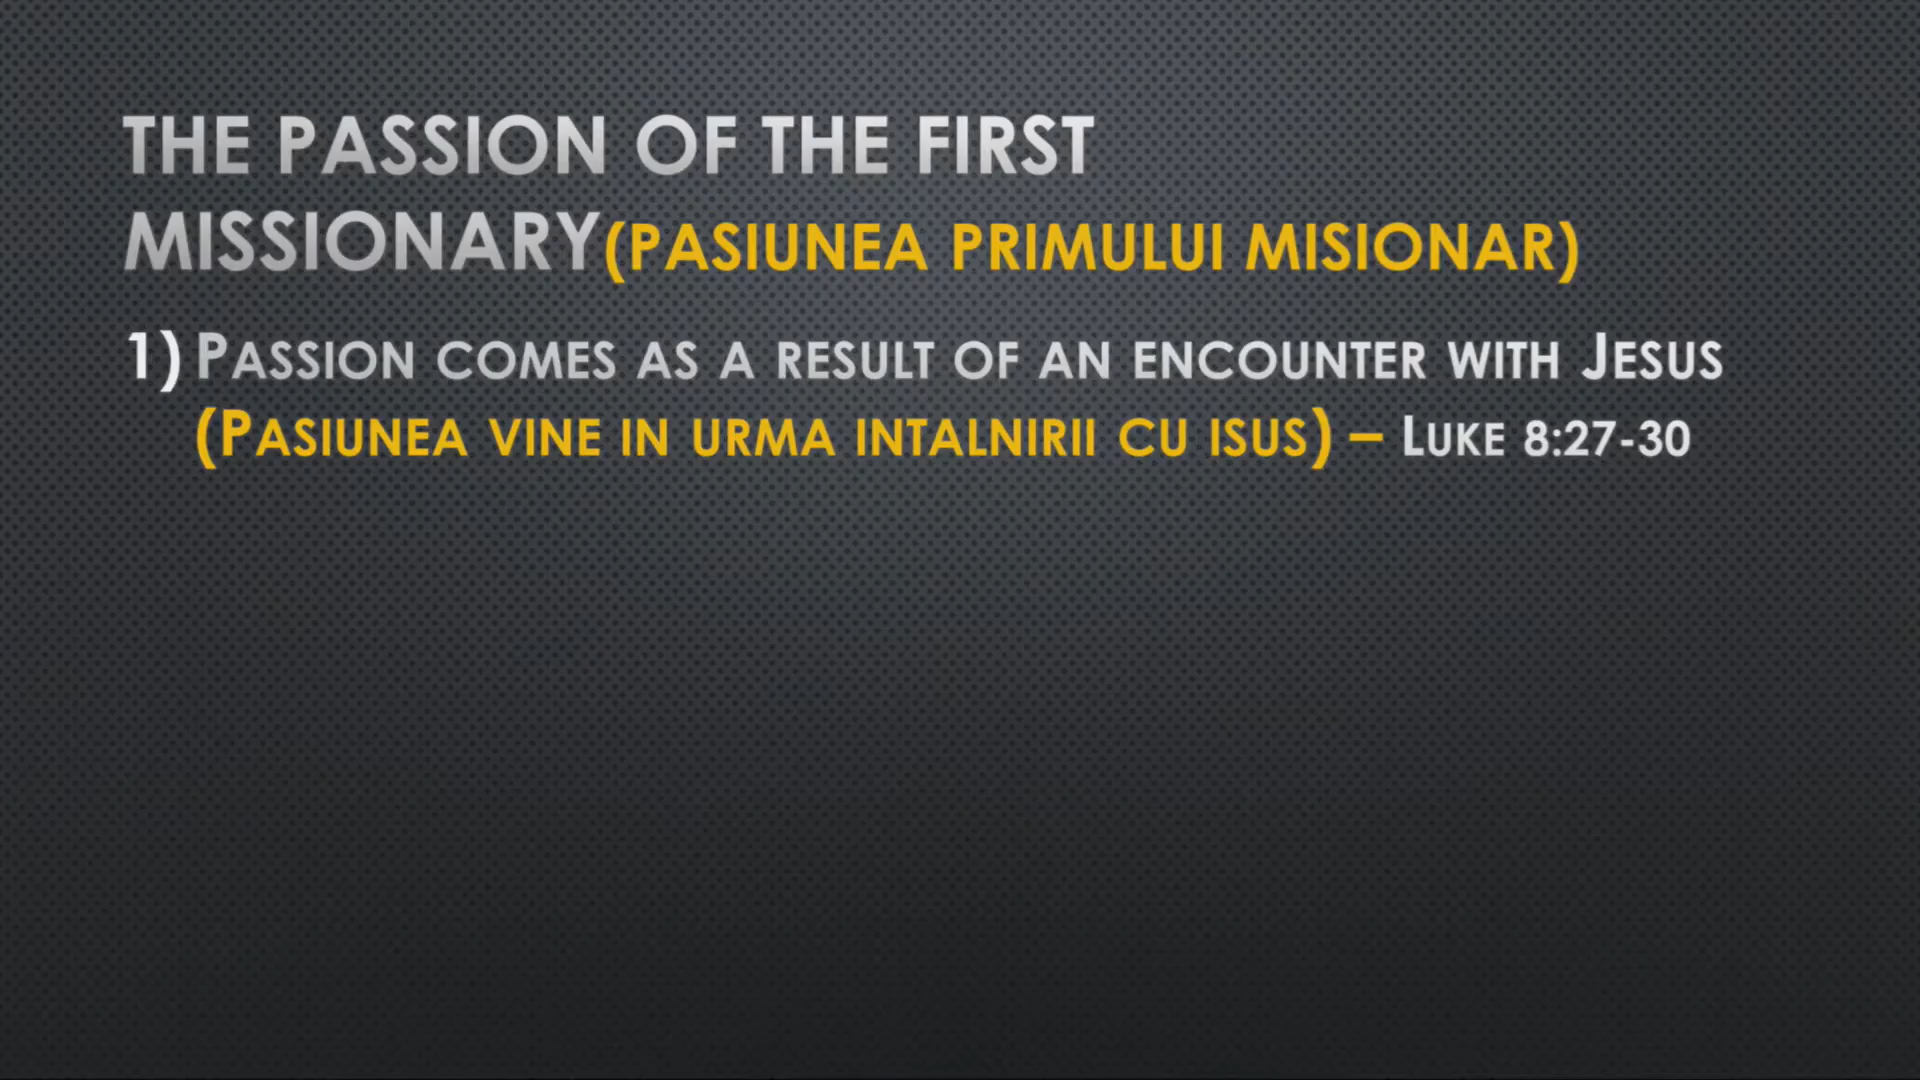 THE PASSION OF THE FIRST
MISSIONARY(PASIUNEA PRIMULUI MISIONAR)
1) PASSION COMES AS A RESULT OF AN ENCOUNTER WITH JESUS
(PASIUNEA VINE IN URMA INTALNIRII CU ISUS) – LUKE 8:27-30